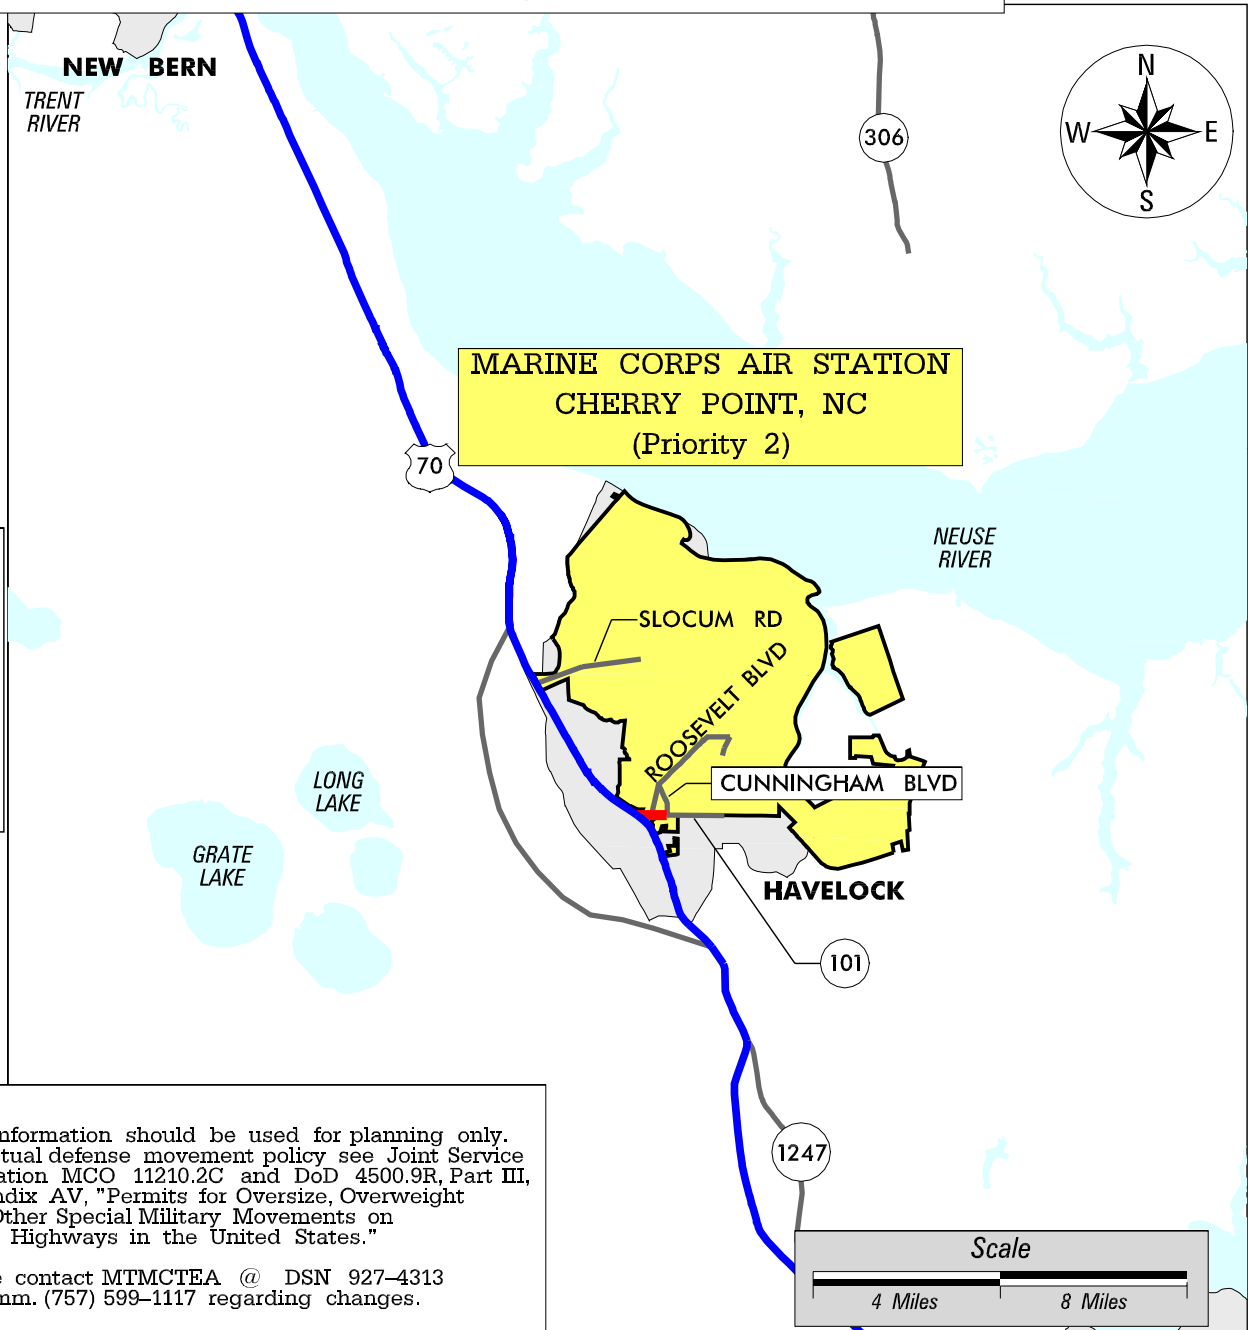 NEW BERN
TRENT
RIVER
306
N
W E
S
MARINE CORPS AIR STATION
CHERRY POINT, NC
(Priority 2)
70
NEUSE
RIVER
SLOCUM RD
ROOSEVELT BLVD
CUNNINGHAM BLVD
LONG
LAKE
GRATE
LAKE
HAVELOCK
101
1247
nformation should be used for planning only.
tual defense movement policy see Joint Service
ation MCO 11210.2C and DoD 4500.9R, Part III,
ndix AV, "Permits for Oversize, Overweight
Other Special Military Movements on
Highways in the United States."
e contact MTMCTEA @ DSN 927–4313
mm. (757) 599–1117 regarding changes.
Scale
4 Miles 8 Miles